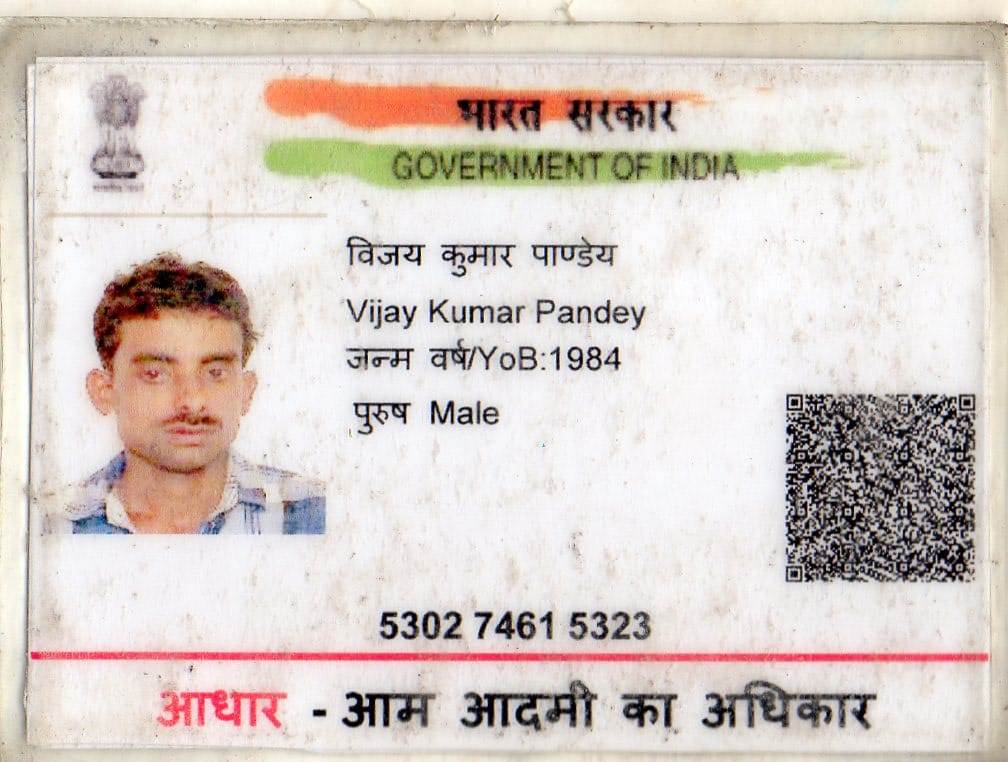 भारत सरकार
GOVERNMENT OF INDIA
विजय कुमार पाण्डेय
Vijay Kumar Pandey
जन्म वर्ष/YoB:1984
पुरुष Male
5302 7461 5323
आधार - आम आदमी का अधिकार